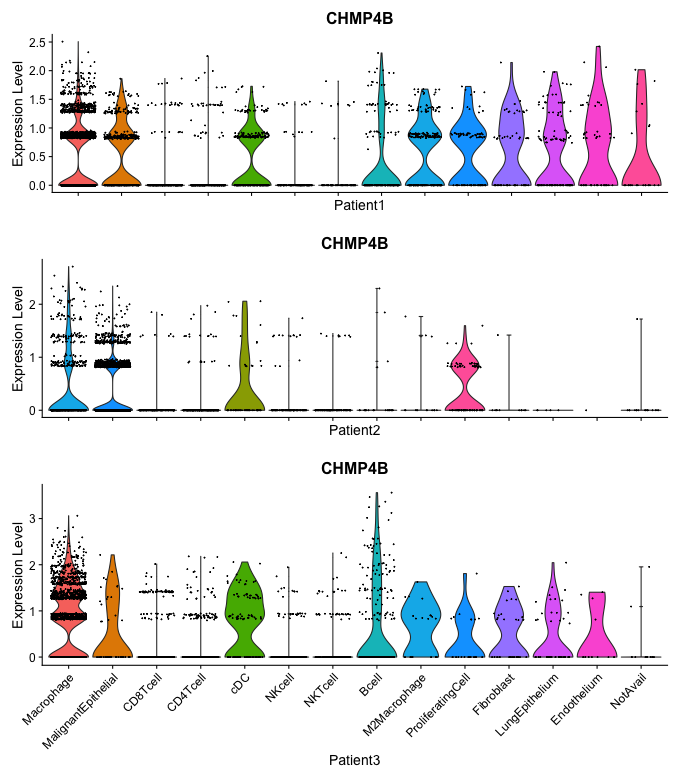 CHMP4B
Expression Level
2.5
2.0
1.5
1.0
0.5
0.0
Patient1
CHMP4B
Expression Level
2
1
0
Patient2
CHMP4B
Expression Level
3
2
1
0
Macrophage
MalignantEpithelial
CD8Tcell
CD4Tcell
cDC
NKcell
NKTcell
Bcell
M2Macrophage
ProliferatingCell
Fibroblast
LungEpithelium
Endothelium
NotAvail
Patient3